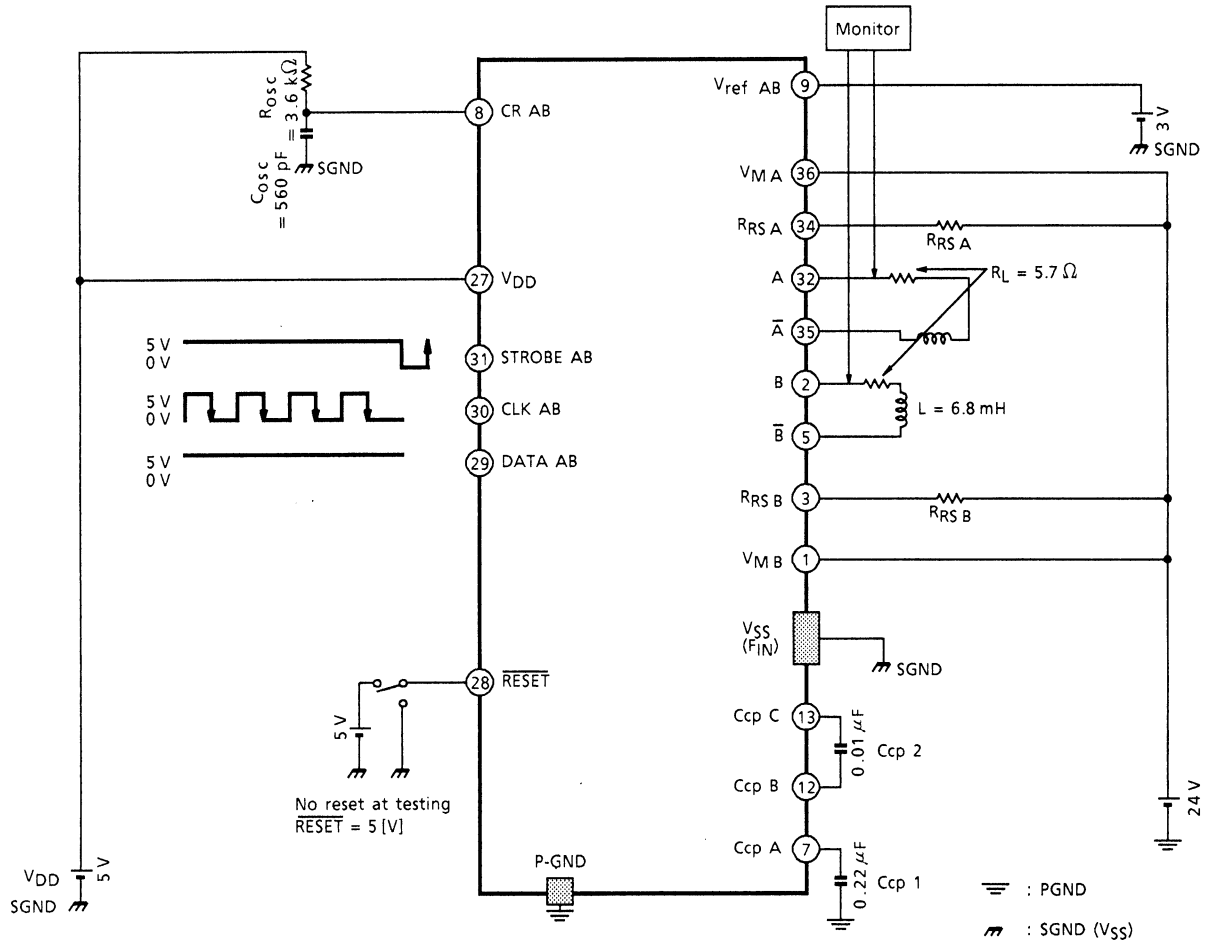 Monitor
Rosc
= 3.6 kΩ
Cosc
= 560 pF
SGND
8 CR AB
Vref AB 9
3 V
SGND
VM A 36
RRS A 34
RRS A
27 VDD
A 32
RL = 5.7 Ω
A̅ 35
5 V
0 V
31 STROBE AB
B 2
5 V
0 V
30 CLK AB
L = 6.8 mH
B̅ 5
5 V
0 V
29 DATA AB
RRS B 3
RRS B
VM B 1
VSS
(FIN)
SGND
28 R̅E̅S̅E̅T̅
5 V
Ccp C 13
0.01 μF
Ccp 2
Ccp B 12
No reset at testing
R̅E̅S̅E̅T̅ = 5 [V]
24 V
Ccp A 7
0.22 μF
Ccp 1
P-GND
VDD
5 V
SGND
: PGND
: SGND (VSS)